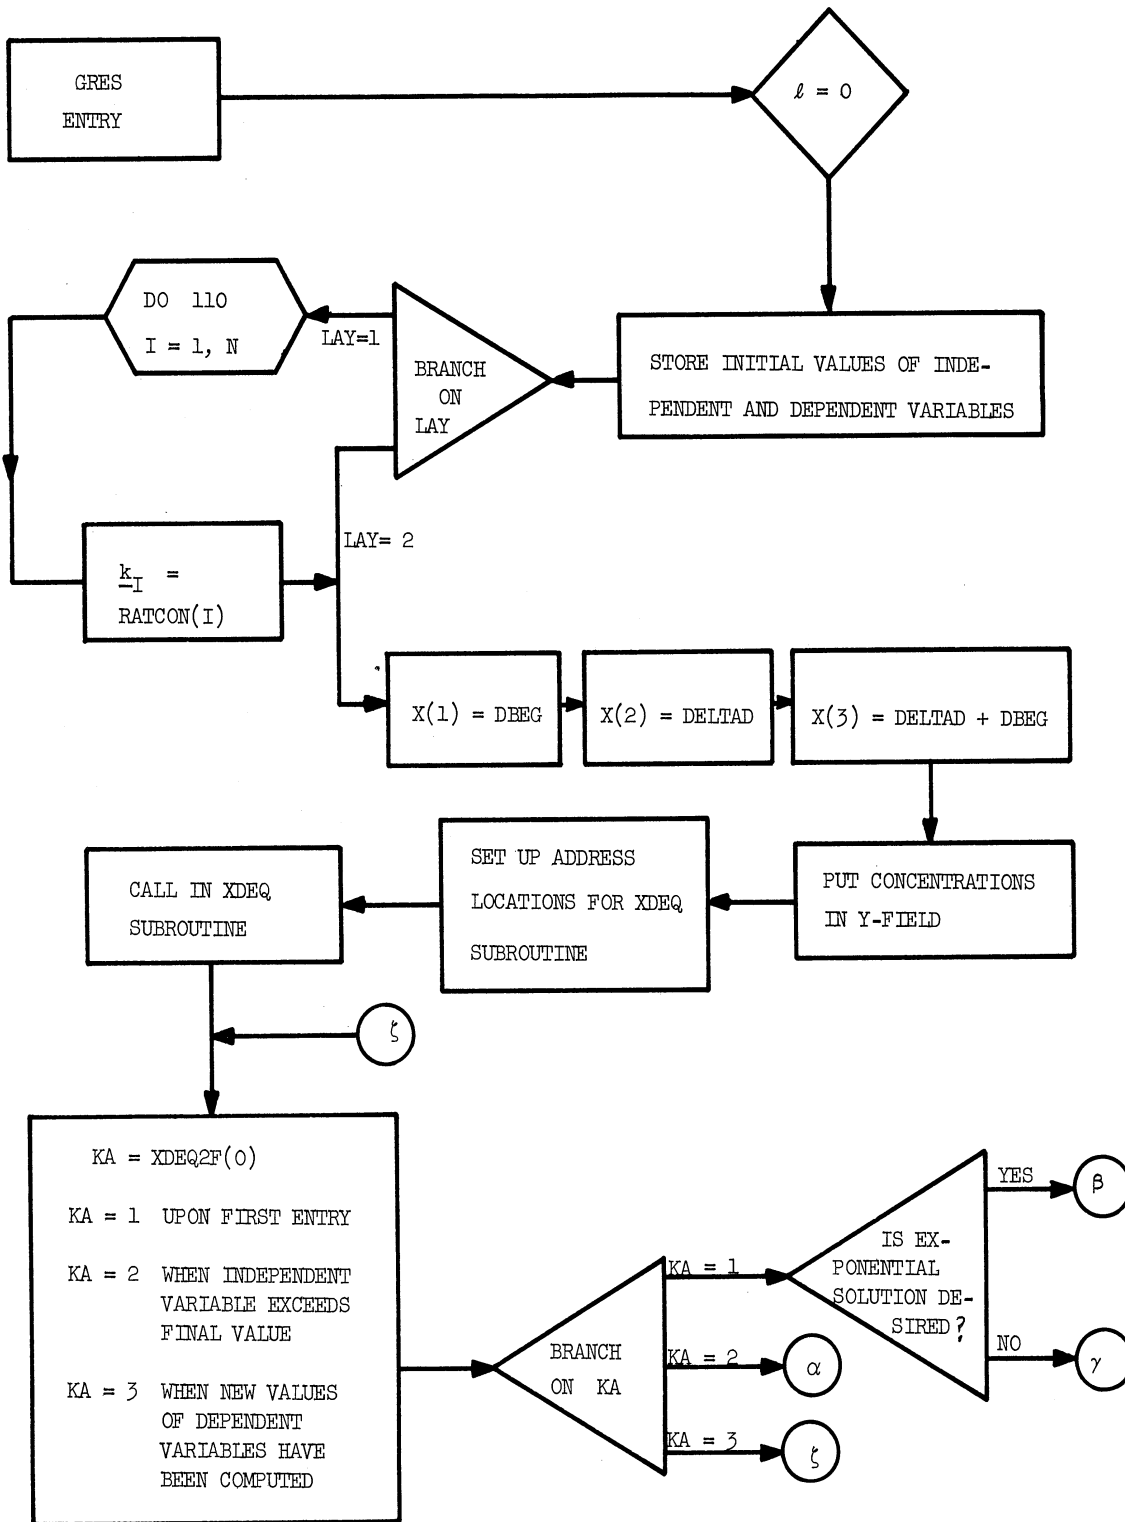 GRES
ENTRY
ℓ = 0
STORE INITIAL VALUES OF INDE-
PENDENT AND DEPENDENT VARIABLES
BRANCH
ON
LAY
LAY=1
DO 110
I = 1, N
k_I =
RATCON(I)
LAY= 2
X(1) = DBEG
X(2) = DELTAD
X(3) = DELTAD + DBEG
PUT CONCENTRATIONS
IN Y-FIELD
SET UP ADDRESS
LOCATIONS FOR XDEQ
SUBROUTINE
CALL IN XDEQ
SUBROUTINE
ζ
KA = XDEQ2F(0)
KA = 1 UPON FIRST ENTRY
KA = 2 WHEN INDEPENDENT
VARIABLE EXCEEDS
FINAL VALUE
KA = 3 WHEN NEW VALUES
OF DEPENDENT
VARIABLES HAVE
BEEN COMPUTED
BRANCH
ON KA
KA = 1
KA = 2
KA = 3
IS EX-
PONENTIAL
SOLUTION DE-
SIRED?
YES
β
NO
γ
α
ζ